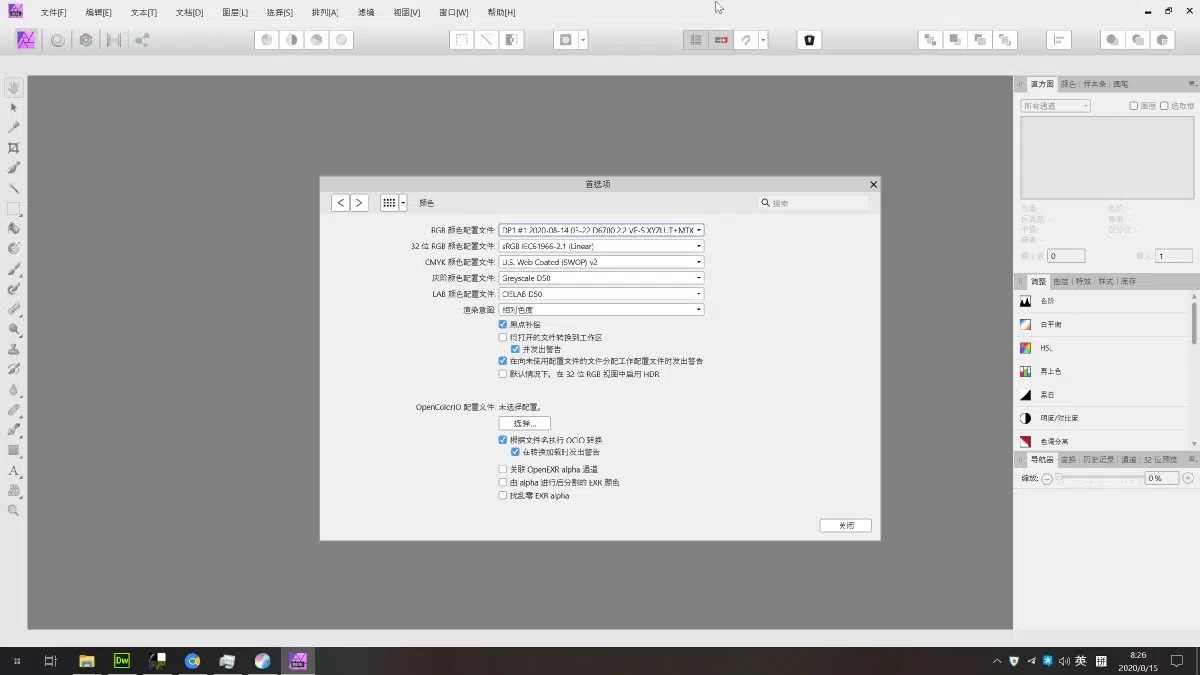 文件[F] 编辑[E] 文本[T] 文档[D] 图层[L] 选择[S] 排列[A] 滤镜 视图[V] 窗口[W] 帮助[H]
直方图 颜色 样本条 画笔
所有通道 图层 选取框
首选项
颜色 搜索
RGB 颜色配置文件: DP1 #1 2020-08-14 03-22 D6700 2.2 VF-S XYZLUT+MTX
32 位 RGB 颜色配置文件: sRGB IEC61966-2.1 (Linear)
CMYK 颜色配置文件: U.S. Web Coated (SWOP) v2
灰阶颜色配置文件: Greyscale D50
LAB 颜色配置文件: CIELAB D50
渲染意图: 相对色度
黑点补偿
将打开的文件转换到工作区
并发出警告
在向未使用配置文件的文件分配工作配置文件时发出警告
默认情况下，在 32 位 RGB 视图中启用 HDR
OpenColorIO 配置文件: 未选择配置。
选择...
根据文件名执行 OCIO 转换
在转换加载时发出警告
关联 OpenEXR alpha 通道
由 alpha 进行后分割的 EXR 颜色
扰乱零 EXR alpha
关闭
标准差: -
中值: -
像素: -
百分位: -
最小值: 0 最大: 1
调整 图层 特效 样式 库存
色阶
白平衡
HSL
再上色
黑白
明度/对比度
色调分离
导航器 变换 历史记录 通道 32 位预览
缩放: 0 %
Dw
英
8:26
2020/8/15